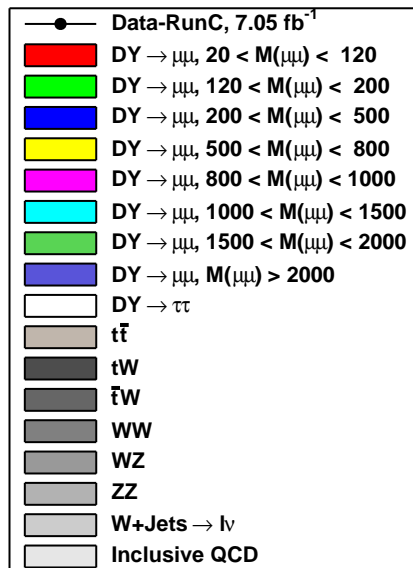 Data-RunC, 7.05 fb⁻¹
DY → μμ, 20 < M(μμ) < 120
DY → μμ, 120 < M(μμ) < 200
DY → μμ, 200 < M(μμ) < 500
DY → μμ, 500 < M(μμ) < 800
DY → μμ, 800 < M(μμ) < 1000
DY → μμ, 1000 < M(μμ) < 1500
DY → μμ, 1500 < M(μμ) < 2000
DY → μμ, M(μμ) > 2000
DY → ττ
tt̄
tW
t̄W
WW
WZ
ZZ
W+Jets → lν
Inclusive QCD